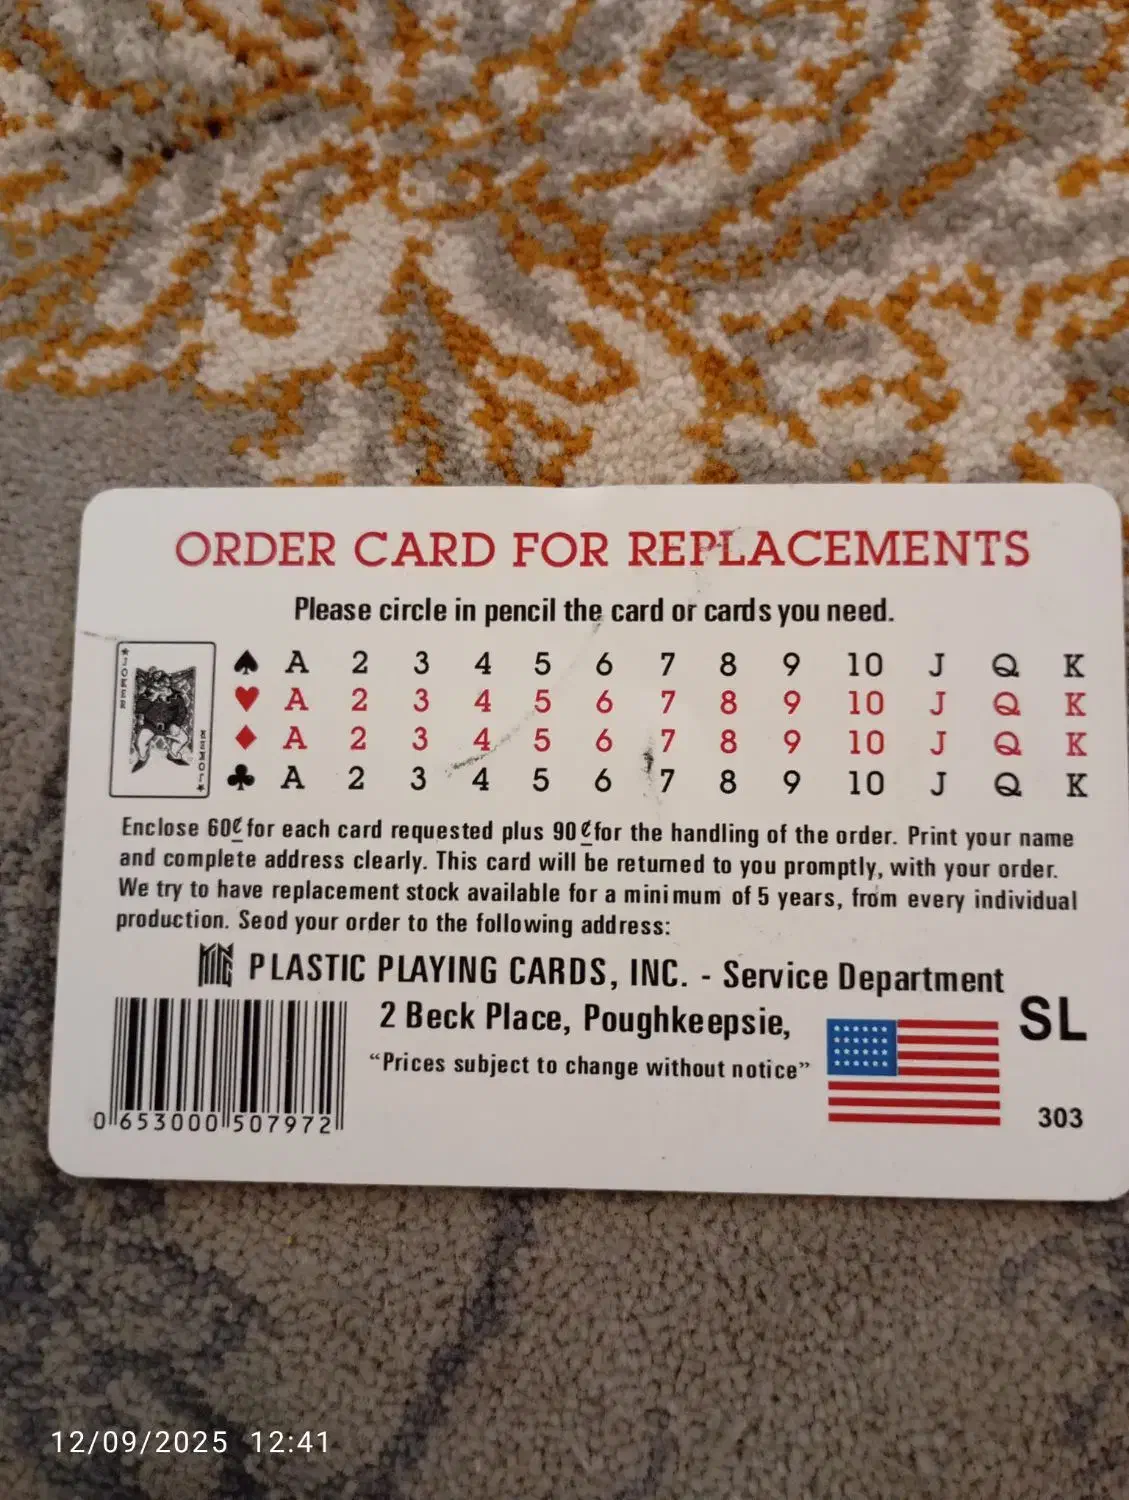 ORDER CARD FOR REPLACEMENTS
Please circle in pencil the card or cards you need.
JOKER
JOKER
♠ A 2 3 4 5 6 7 8 9 10 J Q K
♥ A 2 3 4 5 6 7 8 9 10 J Q K
♦ A 2 3 4 5 6 7 8 9 10 J Q K
♣ A 2 3 4 5 6 7 8 9 10 J Q K
Enclose 60¢ for each card requested plus 90¢ for the handling of the order. Print your name
and complete address clearly. This card will be returned to you promptly, with your order.
We try to have replacement stock available for a minimum of 5 years, from every individual
production. Seod your order to the following address:
PLASTIC PLAYING CARDS, INC. - Service Department
2 Beck Place, Poughkeepsie,
SL
"Prices subject to change without notice"
0 653000 507972
303
12/09/2025 12:41